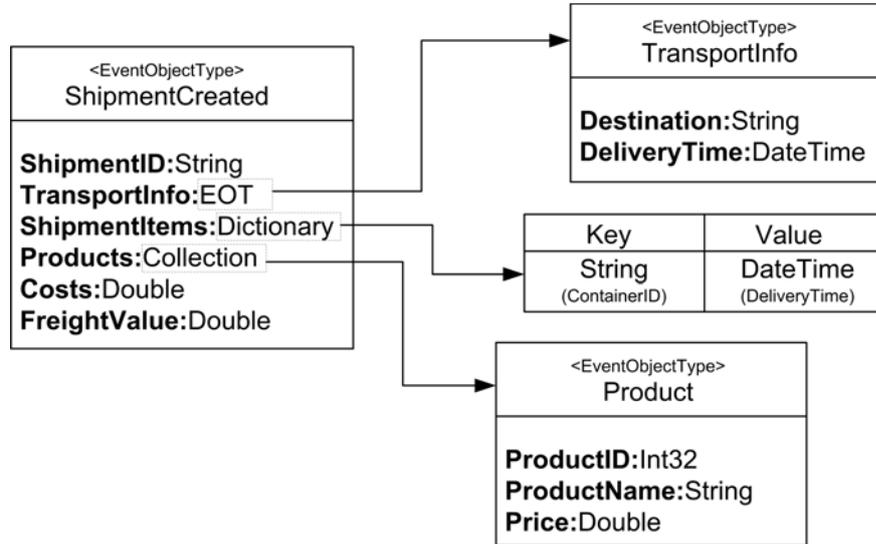 <EventObjectType>
ShipmentCreated
ShipmentID:String
TransportInfo:EOT
ShipmentItems:Dictionary
Products:Collection
Costs:Double
FreightValue:Double
<EventObjectType>
TransportInfo
Destination:String
DeliveryTime:DateTime
Key Value
String DateTime
(ContainerID) (DeliveryTime)
<EventObjectType>
Product
ProductID:Int32
ProductName:String
Price:Double